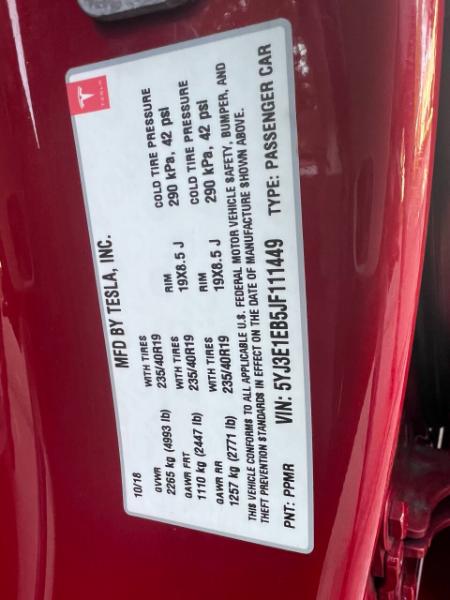 TESLA
MFD BY TESLA, INC.
10/18
GVWR WITH TIRES RIM COLD TIRE PRESSURE
2265 kg (4993 lb) 235/40R19 19X8.5 J 290 kPa, 42 psi
GAWR FRT WITH TIRES RIM COLD TIRE PRESSURE
1110 kg (2447 lb) 235/40R19 19X8.5 J 290 kPa, 42 psi
GAWR RR WITH TIRES
1257 kg (2771 lb) 235/40R19
THIS VEHICLE CONFORMS TO ALL APPLICABLE U.S. FEDERAL MOTOR VEHICLE SAFETY, BUMPER, AND
THEFT PREVENTION STANDARDS IN EFFECT ON THE DATE OF MANUFACTURE SHOWN ABOVE.
VIN: 5YJ3E1EB5JF111449 TYPE: PASSENGER CAR
PNT: PPMR